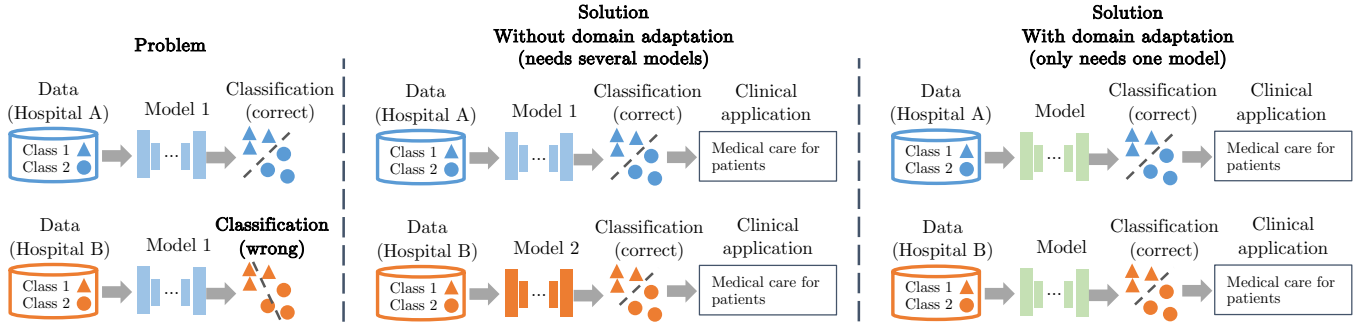 Problem
Data
(Hospital A)
Model 1
Classification
(correct)
Class 1
Class 2
...
Data
(Hospital B)
Model 1
Classification
(wrong)
Class 1
Class 2
...
Solution
Without domain adaptation
(needs several models)
Data
(Hospital A)
Model 1
Classification
(correct)
Clinical
application
Class 1
Class 2
...
Medical care for
patients
Data
(Hospital B)
Model 2
Classification
(correct)
Clinical
application
Class 1
Class 2
...
Medical care for
patients
Solution
With domain adaptation
(only needs one model)
Data
(Hospital A)
Model
Classification
(correct)
Clinical
application
Class 1
Class 2
...
Medical care for
patients
Data
(Hospital B)
Model
Classification
(correct)
Clinical
application
Class 1
Class 2
...
Medical care for
patients